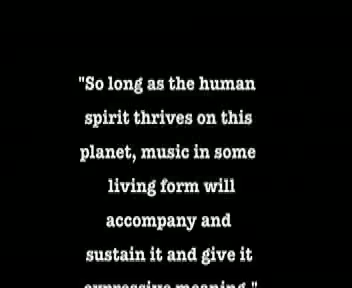 "So long as the human
spirit thrives on this
planet, music in some
living form will
accompany and
sustain it and give it
expressive meaning."